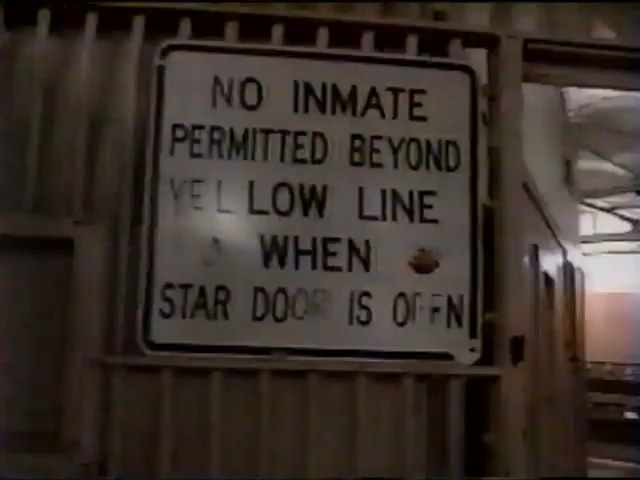 NO INMATE
PERMITTED BEYOND
YELLOW LINE
WHEN
STAR DOOR IS OPEN